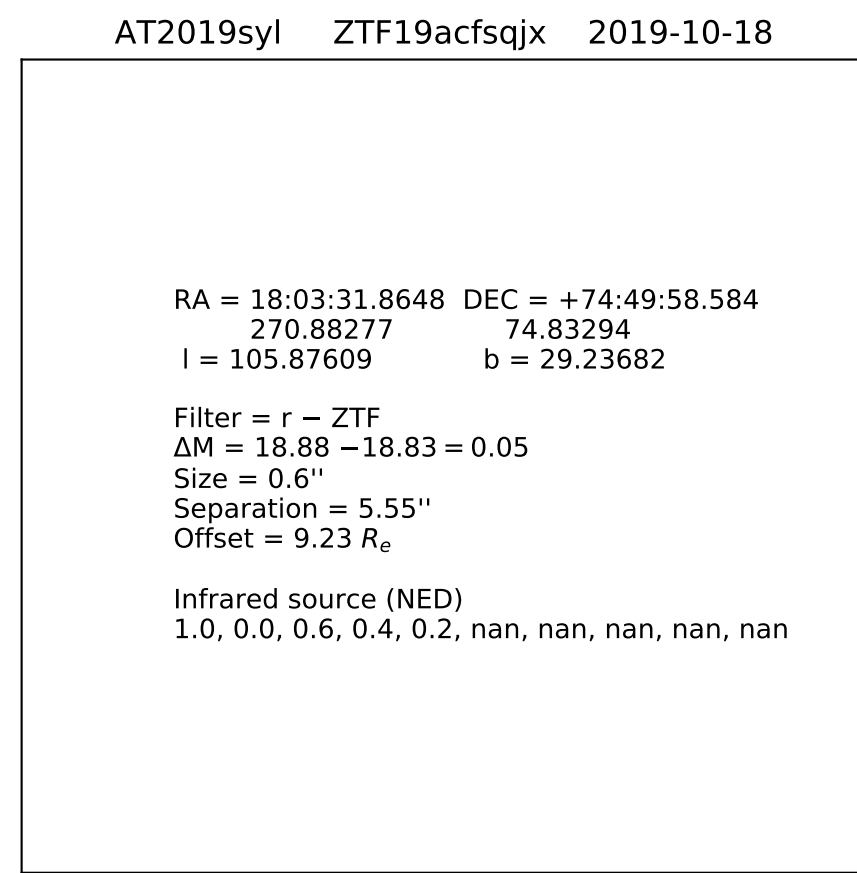 AT2019syl ZTF19acfsqjx 2019-10-18
RA = 18:03:31.8648 DEC = +74:49:58.584
270.88277 74.83294
l = 105.87609 b = 29.23682
Filter = r − ZTF
ΔM = 18.88 −18.83 = 0.05
Size = 0.6''
Separation = 5.55''
Offset = 9.23 Rₑ
Infrared source (NED)
1.0, 0.0, 0.6, 0.4, 0.2, nan, nan, nan, nan, nan